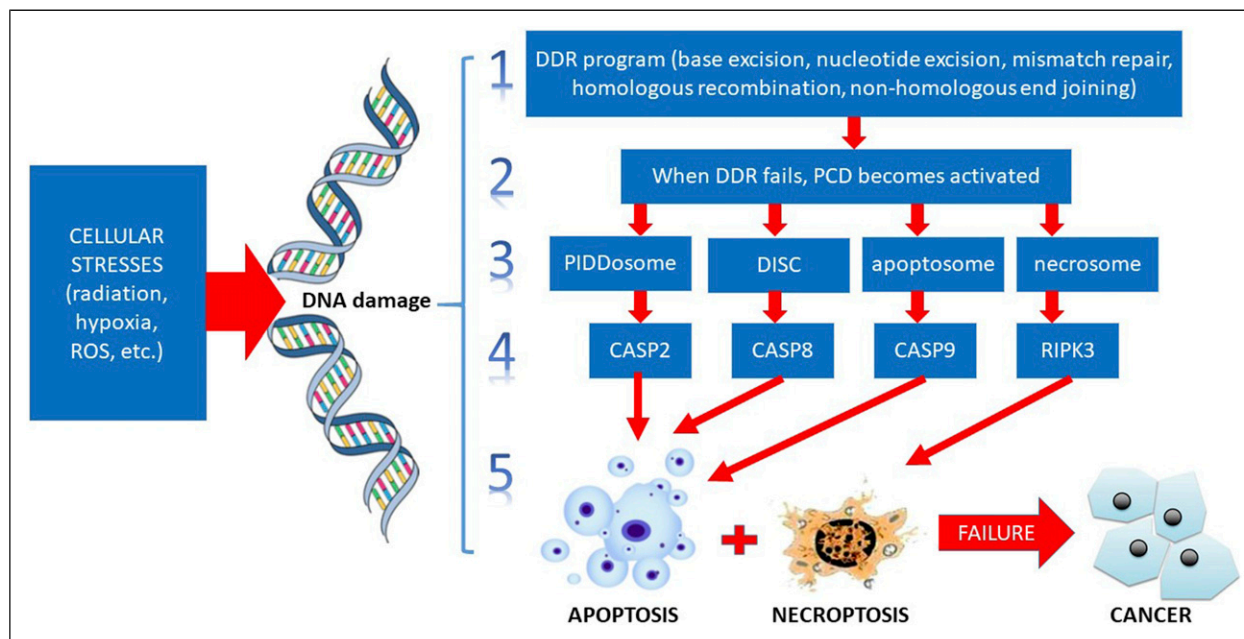 CELLULAR
STRESSES
(radiation,
hypoxia,
ROS, etc.)
DNA damage
1
DDR program (base excision, nucleotide excision, mismatch repair,
homologous recombination, non-homologous end joining)
2
When DDR fails, PCD becomes activated
3
PIDDosome
DISC
apoptosome
necrosome
4
CASP2
CASP8
CASP9
RIPK3
5
FAILURE
APOPTOSIS
NECROPTOSIS
CANCER